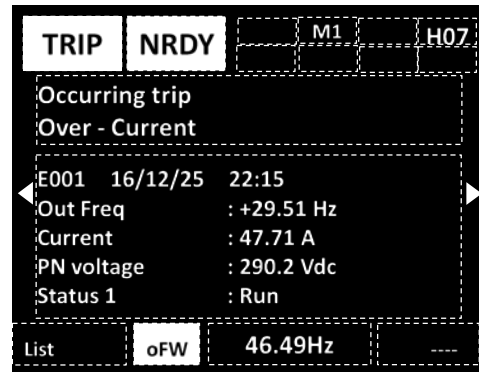 TRIP NRDY M1 H07
Occurring trip
Over - Current
E001 16/12/25 22:15
Out Freq : +29.51 Hz
Current : 47.71 A
PN voltage : 290.2 Vdc
Status 1 : Run
List oFW 46.49Hz ----